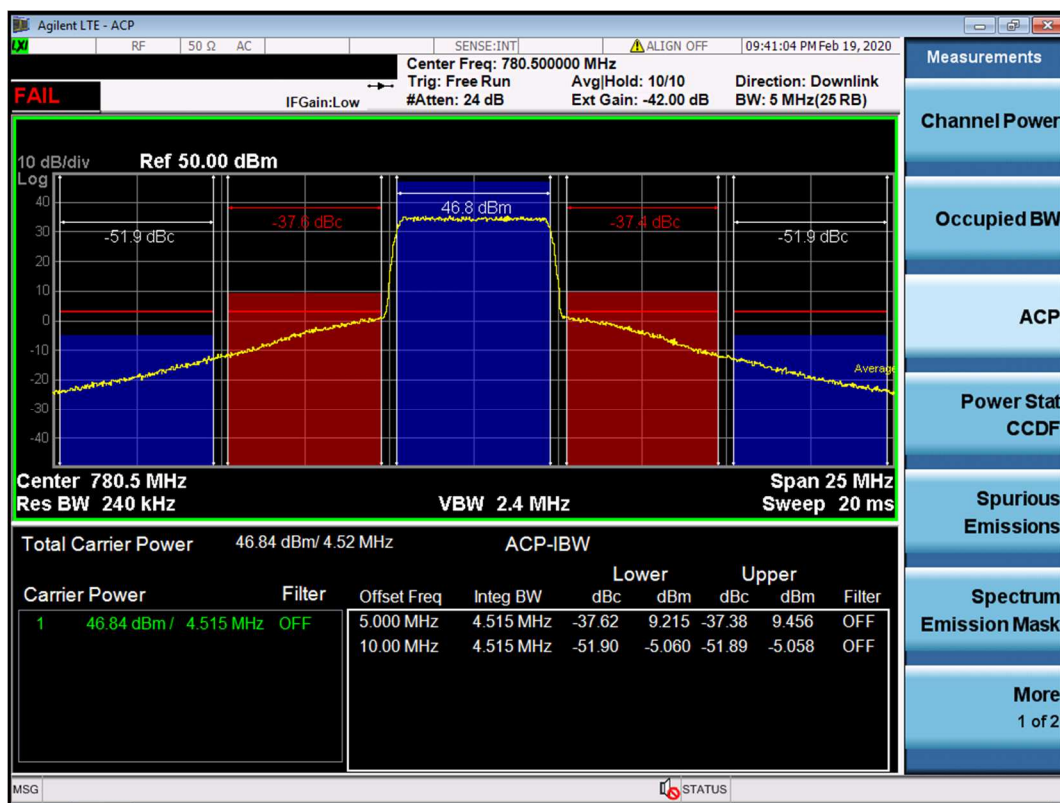 Agilent LTE - ACP
LXI RF 50 Ω AC SENSE:INT ALIGN OFF 09:41:04 PM Feb 19, 2020
Center Freq: 780.500000 MHz
Trig: Free Run Avg|Hold: 10/10 Direction: Downlink
FAIL IFGain:Low #Atten: 24 dB Ext Gain: -42.00 dB BW: 5 MHz(25 RB)
10 dB/div Ref 50.00 dBm
Log
40
30
20
10
0
-10
-20
-30
-40
-51.9 dBc -37.6 dBc 46.8 dBm -37.4 dBc -51.9 dBc
Average
Center 780.5 MHz Span 25 MHz
Res BW 240 kHz VBW 2.4 MHz Sweep 20 ms
Total Carrier Power 46.84 dBm/ 4.52 MHz ACP-IBW
Lower Upper
Carrier Power Filter Offset Freq Integ BW dBc dBm dBc dBm Filter
1 46.84 dBm / 4.515 MHz OFF 5.000 MHz 4.515 MHz -37.62 9.215 -37.38 9.456 OFF
10.00 MHz 4.515 MHz -51.90 -5.060 -51.89 -5.058 OFF
MSG STATUS
Measurements
Channel Power
Occupied BW
ACP
Power Stat
CCDF
Spurious
Emissions
Spectrum
Emission Mask
More
1 of 2